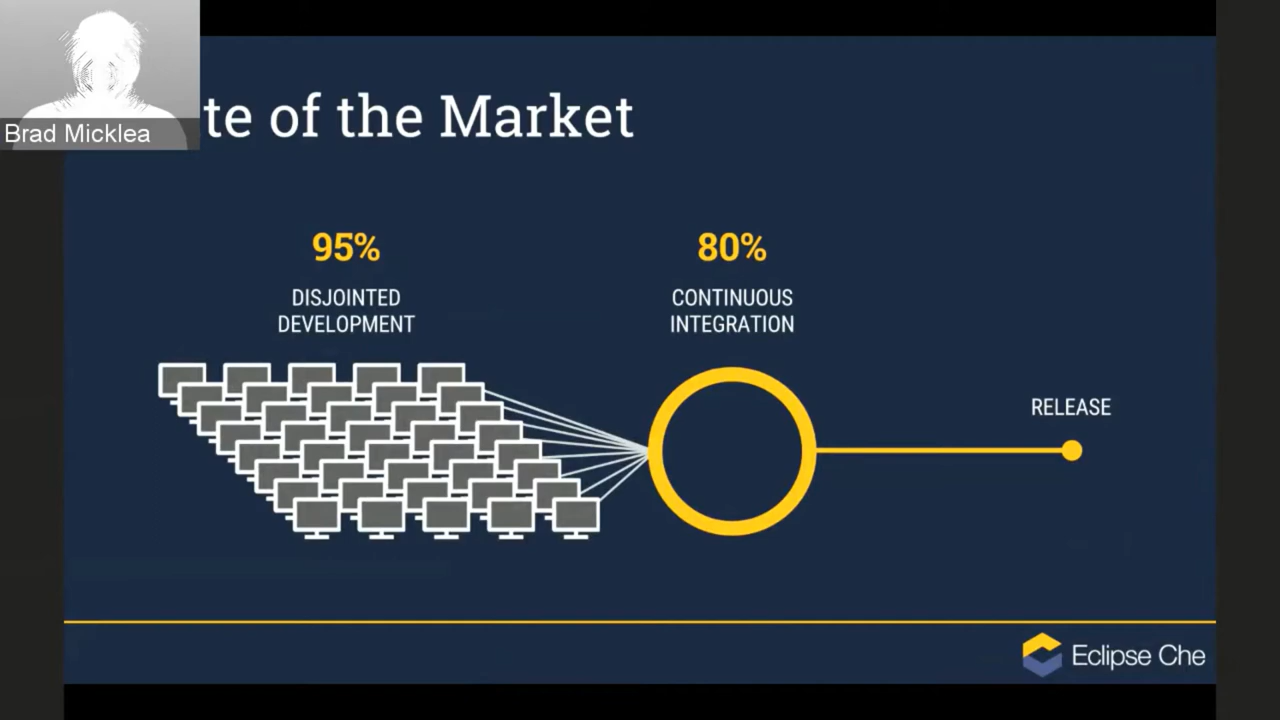 Brad Micklea
te of the Market
95%
DISJOINTED
DEVELOPMENT
80%
CONTINUOUS
INTEGRATION
RELEASE
Eclipse Che